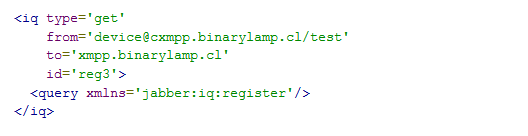 <iq type='get'
from='device@cxmpp.binarylamp.cl/test'
to='xmpp.binarylamp.cl'
id='reg3'>
<query xmlns='jabber:iq:register'/>
</iq>